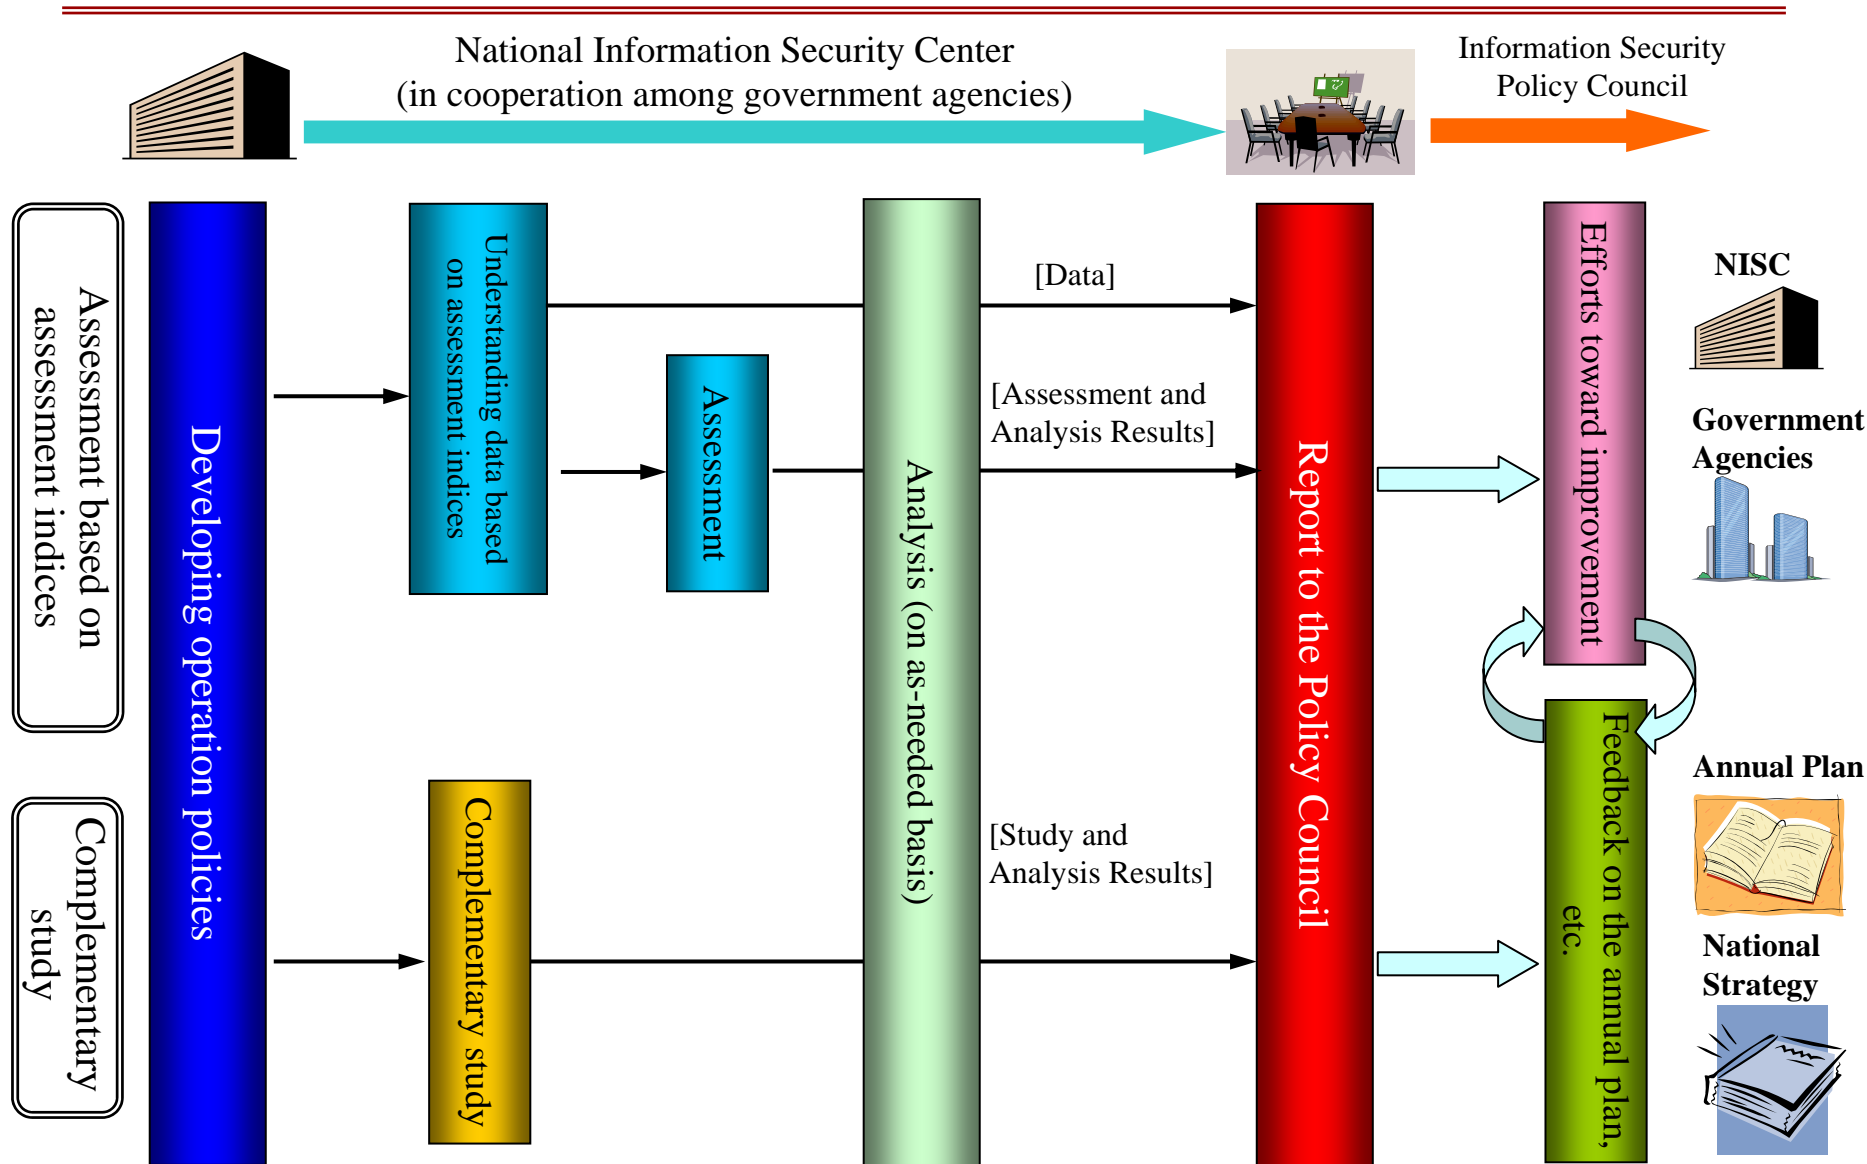 National Information Security Center
(in cooperation among government agencies)
Information Security
Policy Council
Assessment based on
assessment indices
Complementary
study
Developing operation policies
Understanding data based
on assessment indices
Assessment
Complementary study
Analysis (on as-needed basis)
[Data]
[Assessment and
Analysis Results]
[Study and
Analysis Results]
Report to the Policy Council
Efforts toward improvement
Feedback on the annual plan,
etc.
NISC
Government
Agencies
Annual Plan
National
Strategy